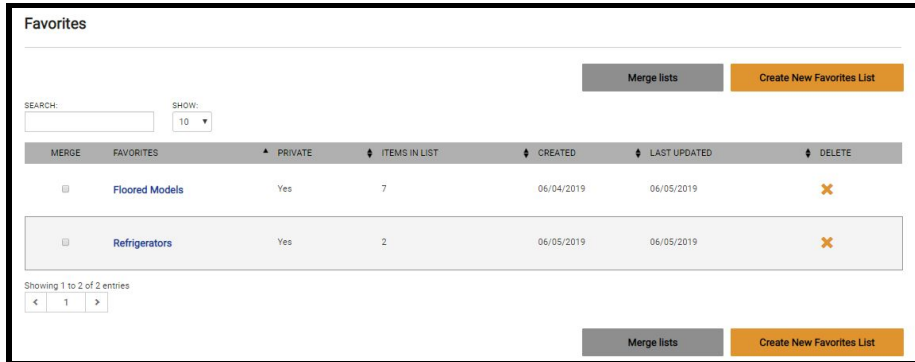 Favorites
Merge lists Create New Favorites List
SEARCH: SHOW:
10
MERGE FAVORITES PRIVATE ITEMS IN LIST CREATED LAST UPDATED DELETE
Floored Models Yes 7 06/04/2019 06/05/2019
Refrigerators Yes 2 06/05/2019 06/05/2019
Showing 1 to 2 of 2 entries
< 1 >
Merge lists Create New Favorites List